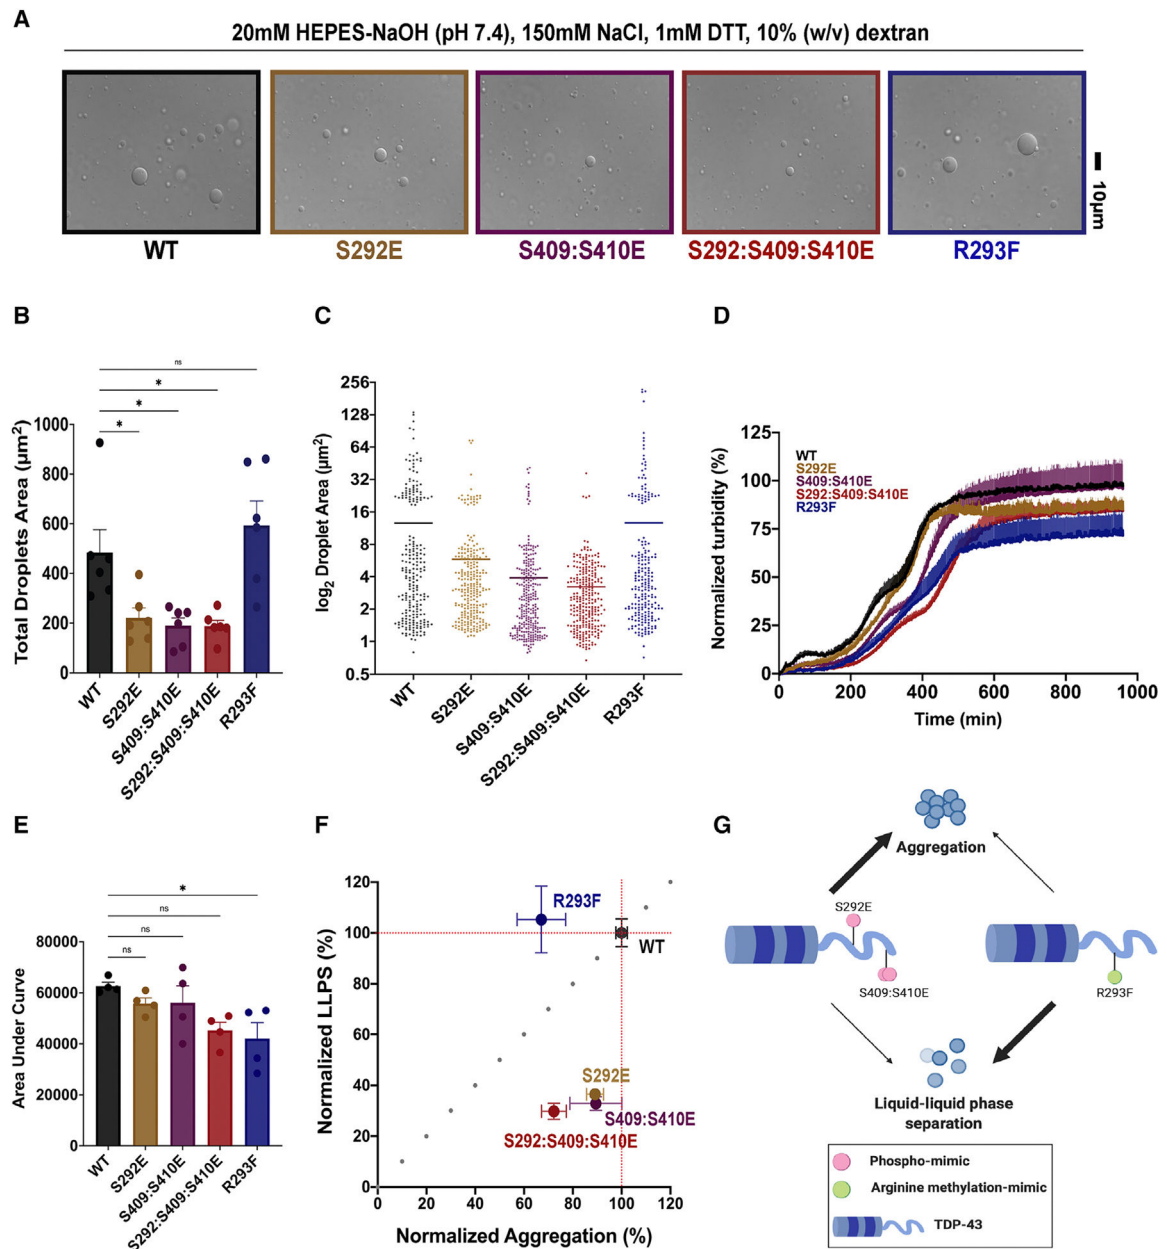 A
20mM HEPES-NaOH (pH 7.4), 150mM NaCl, 1mM DTT, 10% (w/v) dextran
WT
S292E
S409:S410E
S292:S409:S410E
R293F
10μm
B
Total Droplets Area (μm²)
1000
800
600
400
200
0
ns
*
*
*
WT
S292E
S409:S410E
S292:S409:S410E
R293F
C
log₂ Droplet Area (μm²)
256
128
64
32
16
8
4
2
1
0.5
WT
S292E
S409:S410E
S292:S409:S410E
R293F
D
Normalized turbidity (%)
125
100
75
50
25
0
WT
S292E
S409:S410E
S292:S409:S410E
R293F
0 200 400 600 800 1000
Time (min)
E
Area Under Curve
80000
60000
40000
20000
0
*
ns
ns
ns
WT
S292E
S409:S410E
S292:S409:S410E
R293F
F
Normalized LLPS (%)
120
100
80
60
40
20
0
R293F
WT
S292E
S409:S410E
S292:S409:S410E
0 20 40 60 80 100 120
Normalized Aggregation (%)
G
Aggregation
S292E
S409:S410E
R293F
Liquid-liquid phase
separation
Phospho-mimic
Arginine methylation-mimic
TDP-43